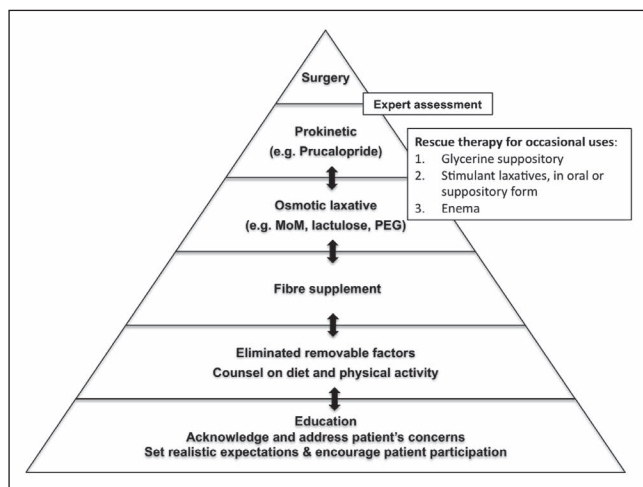 Surgery
Expert assessment
Prokinetic
(e.g. Prucalopride)
Rescue therapy for occasional uses:
1. Glycerine suppository
2. Stimulant laxatives, in oral or
suppository form
3. Enema
Osmotic laxative
(e.g. MoM, lactulose, PEG)
Fibre supplement
Eliminated removable factors
Counsel on diet and physical activity
Education
Acknowledge and address patient's concerns
Set realistic expectations & encourage patient participation